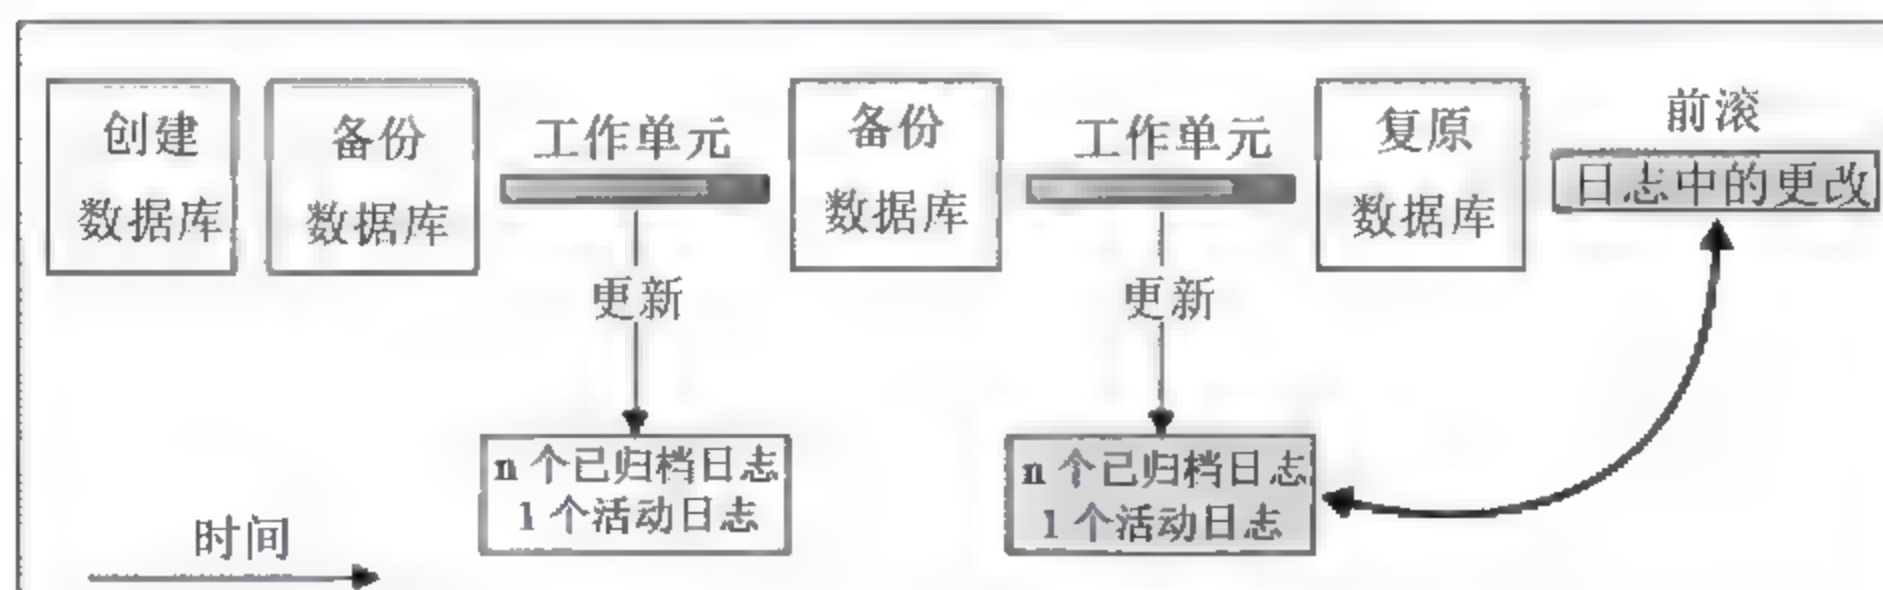 创建
数据库
备份
数据库
工作单元
更新
n 个已归档日志
1 个活动日志
备份
数据库
工作单元
更新
n 个已归档日志
1 个活动日志
复原
数据库
前滚
日志中的更改
时间